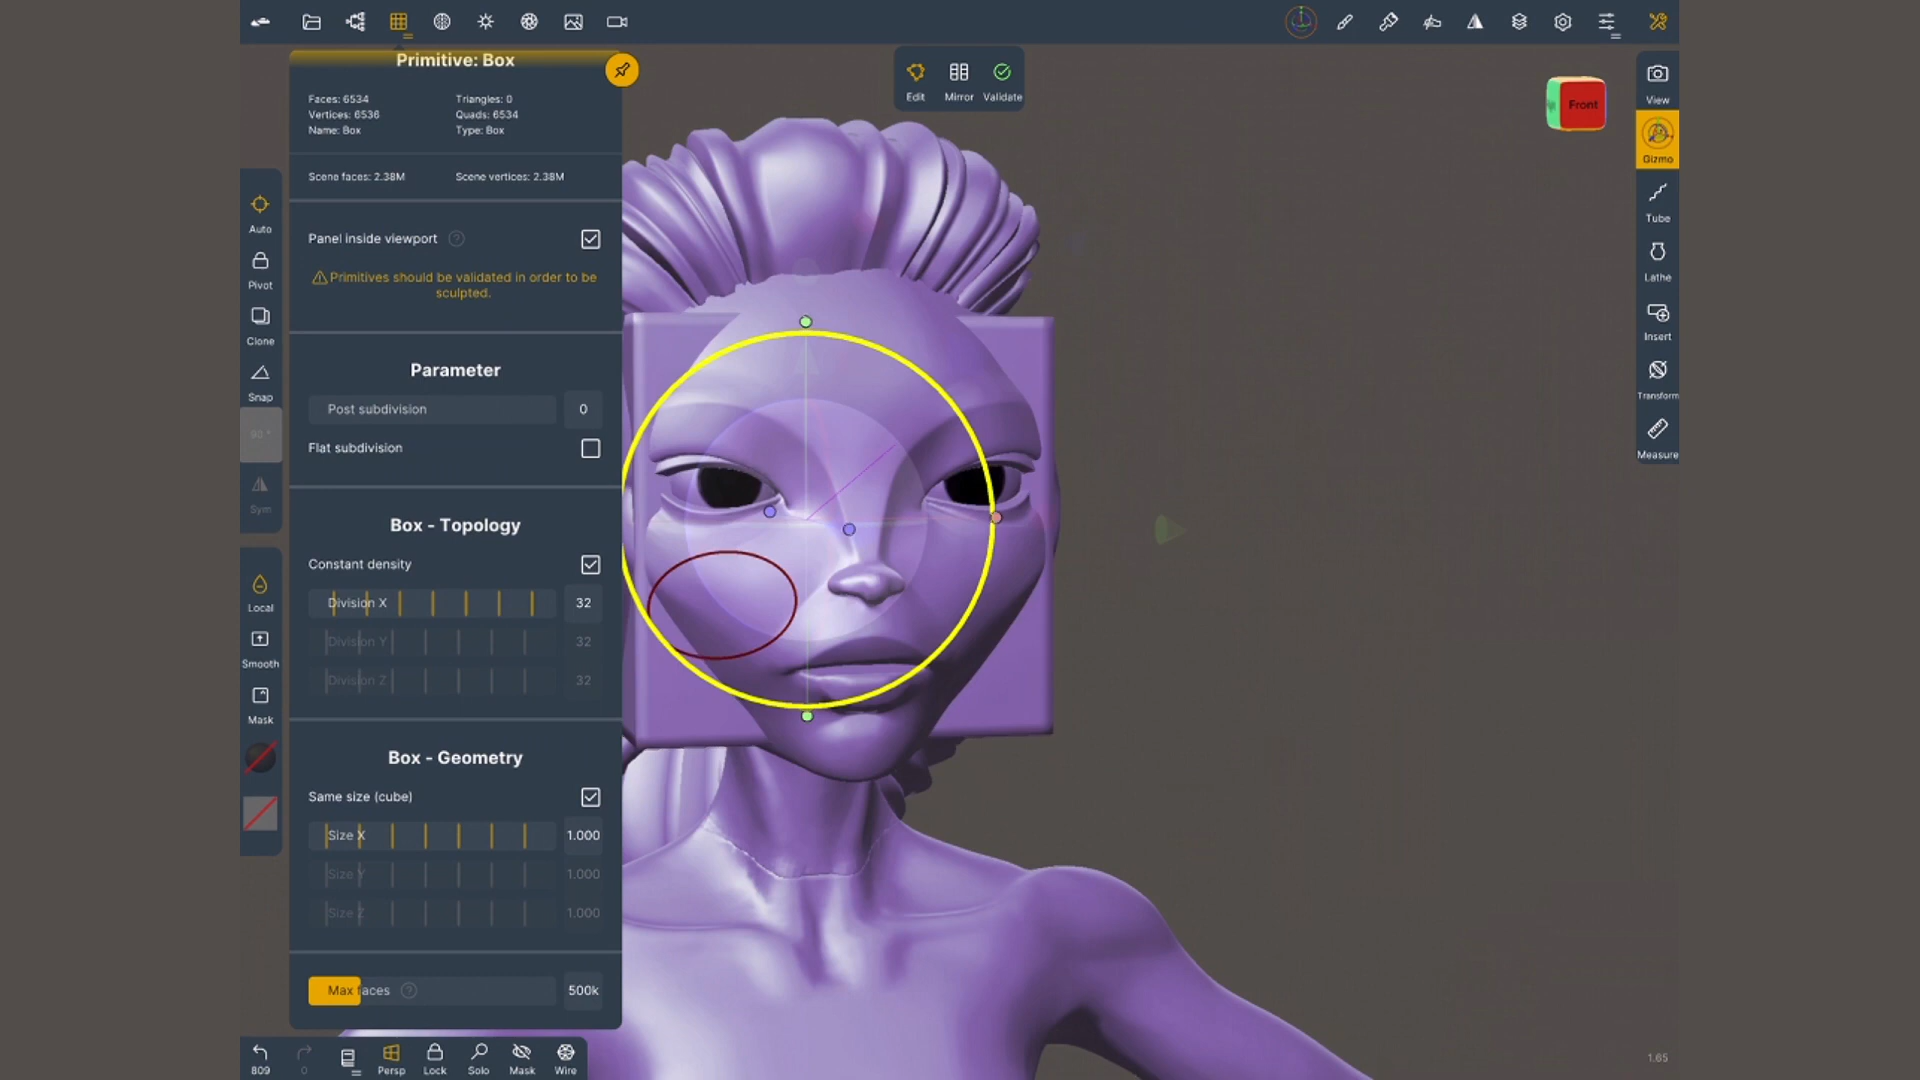 Primitive: Box
Faces: 6534
Triangles: 0
Vertices: 6536
Quads: 6534
Name: Box
Type: Box
Scene faces: 2.38M
Scene vertices: 2.38M
Panel inside viewport ?
Primitives should be validated in order to be
sculpted.
Parameter
Post subdivision 0
Flat subdivision
Box - Topology
Constant density
Division X 32
Division Y 32
Division Z 32
Box - Geometry
Same size (cube)
Size X 1.000
Size Y 1.000
Size Z 1.000
Max faces ? 500k
Auto
Pivot
Clone
Snap
Sym
Local
Smooth
Mask
Edit
Mirror
Validate
Front
View
Gizmo
Tube
Lathe
Insert
Transform
Measure
809
0
Persp
Lock
Solo
Mask
Wire
1.65